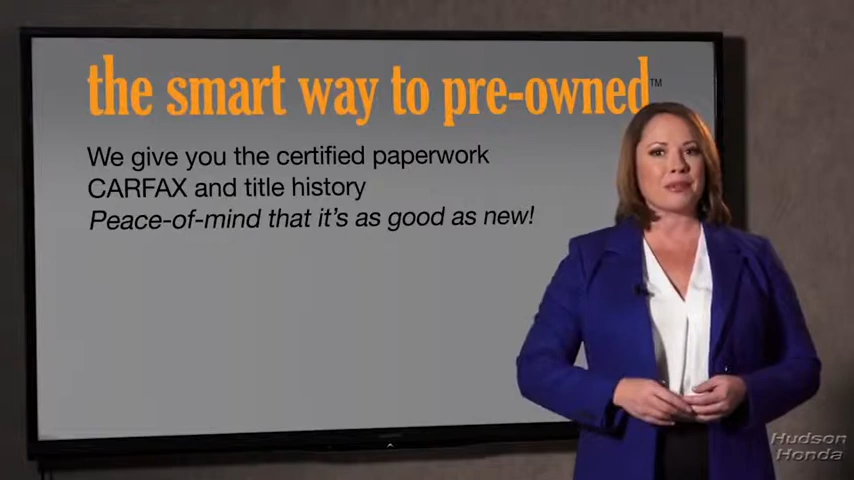 the smart way to pre-owned™
We give you the certified paperwork
CARFAX and title history
Peace-of-mind that it's as good as new!
Hudson
Honda